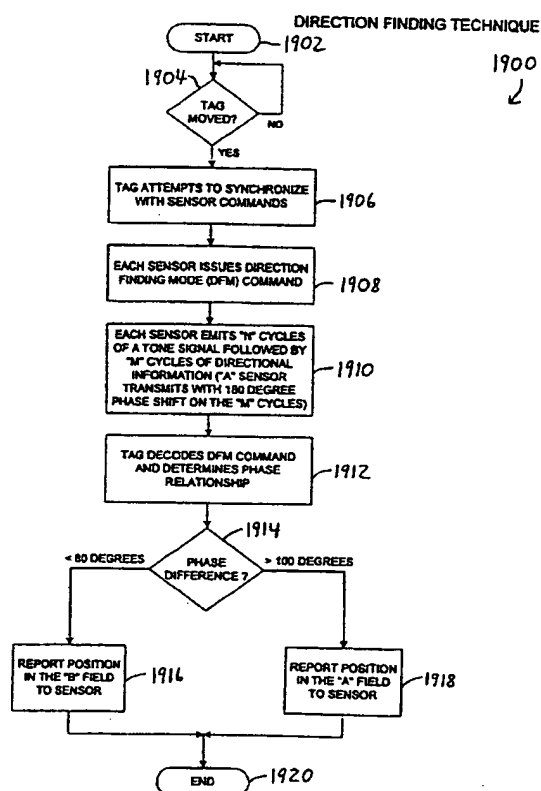 DIRECTION FINDING TECHNIQUE
1900
START
1902
1904
TAG
MOVED?
NO
YES
TAG ATTEMPTS TO SYNCHRONIZE
WITH SENSOR COMMANDS
1906
EACH SENSOR ISSUES DIRECTION
FINDING MODE (DFM) COMMAND
1908
EACH SENSOR EMITS "N" CYCLES
OF A TONE SIGNAL FOLLOWED BY
"M" CYCLES OF DIRECTIONAL
INFORMATION ("A" SENSOR
TRANSMITS WITH 180 DEGREE
PHASE SHIFT ON THE "M" CYCLES)
1910
TAG DECODES DFM COMMAND
AND DETERMINES PHASE
RELATIONSHIP
1912
1914
< 80 DEGREES
PHASE
DIFFERENCE ?
> 100 DEGREES
REPORT POSITION
IN THE "B" FIELD
TO SENSOR
1916
REPORT POSITION
IN THE "A" FIELD
TO SENSOR
1918
END
1920